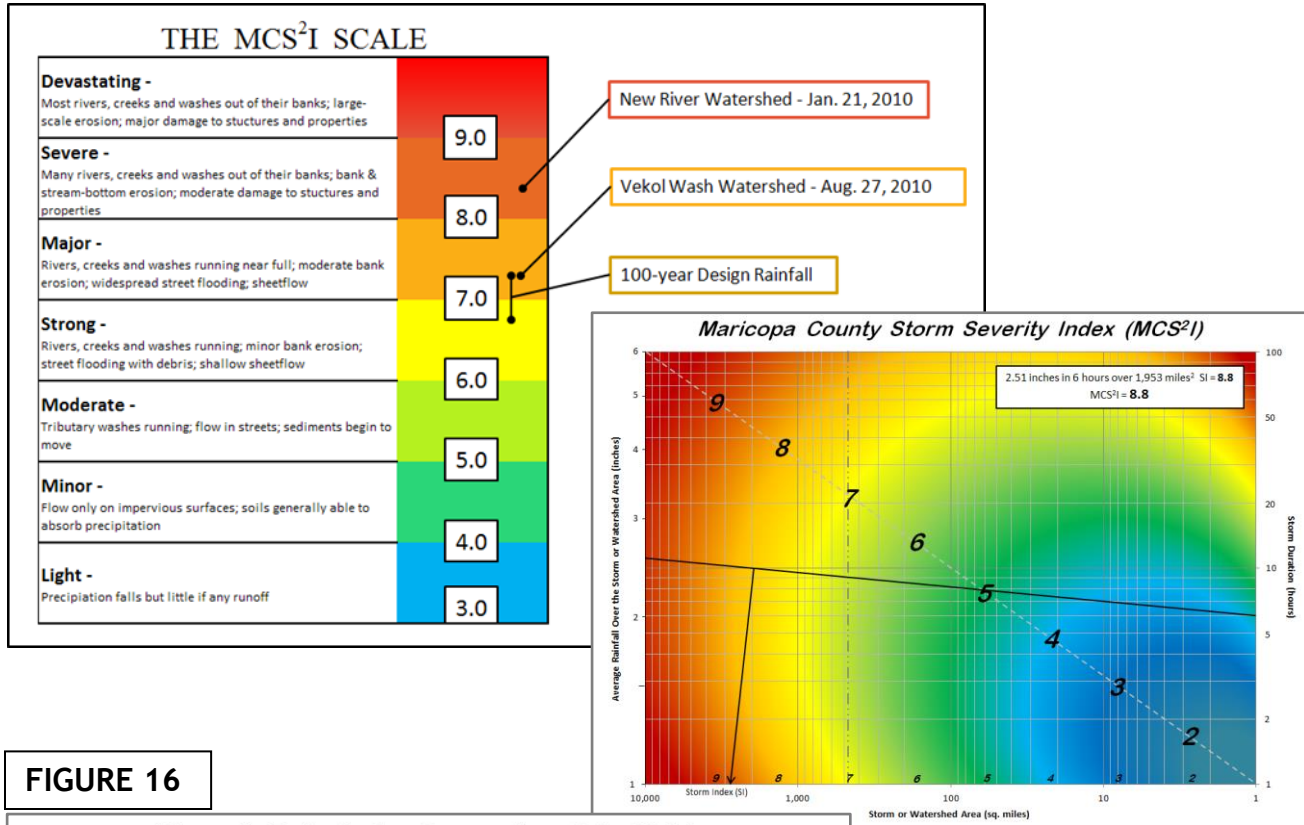 THE MCS²I SCALE
Devastating -
Most rivers, creeks and washes out of their banks; large-
scale erosion; major damage to stuctures and properties
9.0
Severe -
Many rivers, creeks and washes out of their banks; bank &
stream-bottom erosion; moderate damage to stuctures and
properties
8.0
Major -
Rivers, creeks and washes running near full; moderate bank
erosion; widespread street flooding; sheetflow
7.0
Strong -
Rivers, creeks and washes running; minor bank erosion;
street flooding with debris; shallow sheetflow
6.0
Moderate -
Tributary washes running; flow in streets; sediments begin to
move
5.0
Minor -
Flow only on impervious surfaces; soils generally able to
absorb precipitation
4.0
Light -
Precipiation falls but little if any runoff
3.0
New River Watershed - Jan. 21, 2010
Vekol Wash Watershed - Aug. 27, 2010
100-year Design Rainfall
Maricopa County Storm Severity Index (MCS²I)
2.51 inches in 6 hours over 1,953 miles² SI = 8.8
MCS²I = 8.8
Average Rainfall Over the Storm or Watershed Area (inches)
6
5
4
3
2
1
9
8
7
6
5
4
3
2
100
50
20
10
5
2
1
Storm Duration (hours)
9 8 7 6 5 4 3 2
Storm Index (SI)
10,000 1,000 100 10 1
Storm or Watershed Area (sq. miles)
FIGURE 16